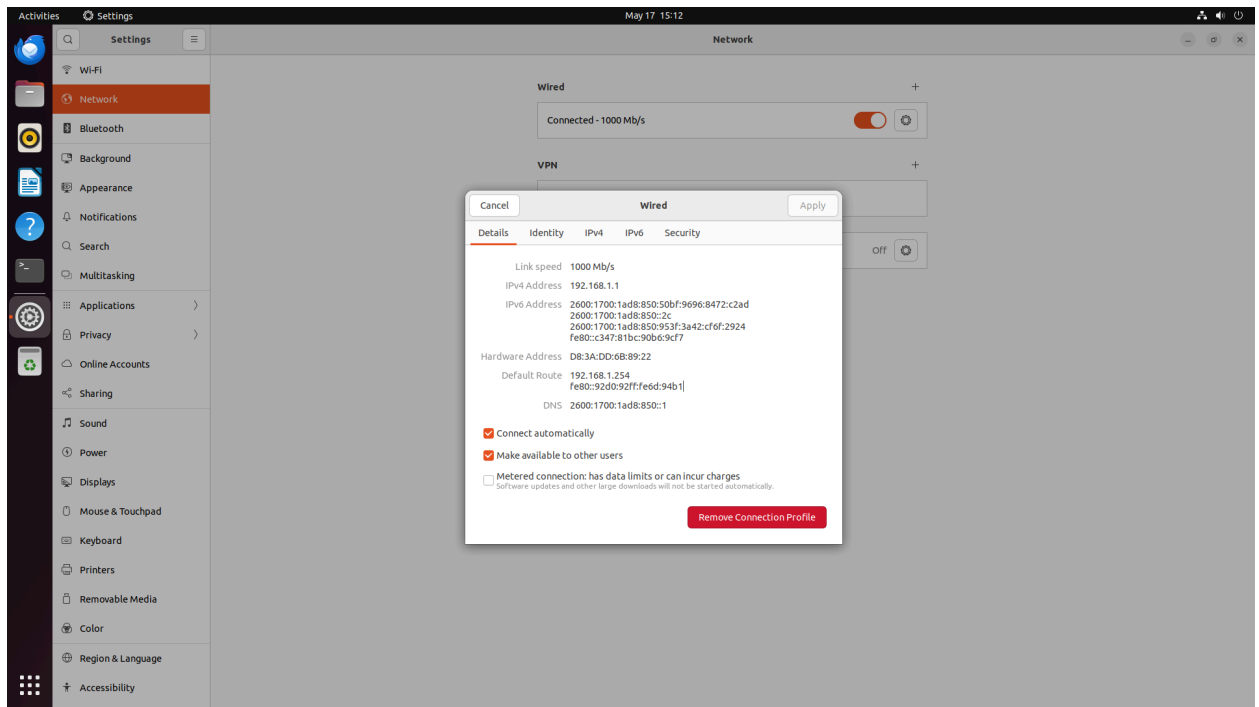 Activities
Settings
May 17 15:12
Settings
Network
Wi-Fi
Network
Bluetooth
Background
Appearance
Notifications
Search
Multitasking
Applications
Privacy
Online Accounts
Sharing
Sound
Power
Displays
Mouse & Touchpad
Keyboard
Printers
Removable Media
Color
Region & Language
Accessibility
Wired
Connected - 1000 Mb/s
VPN
Off
Cancel
Wired
Apply
Details Identity IPv4 IPv6 Security
Link speed 1000 Mb/s
IPv4 Address 192.168.1.1
IPv6 Address 2600:1700:1ad8:850:50bf:9696:8472:c2ad
2600:1700:1ad8:850::2c
2600:1700:1ad8:850:953f:3a42:cf6f:2924
fe80::c347:81bc:90b6:9cf7
Hardware Address D8:3A:DD:6B:89:22
Default Route 192.168.1.254
fe80::92d0:92ff:fe6d:94b1
DNS 2600:1700:1ad8:850::1
Connect automatically
Make available to other users
Metered connection: has data limits or can incur charges
Software updates and other large downloads will not be started automatically.
Remove Connection Profile